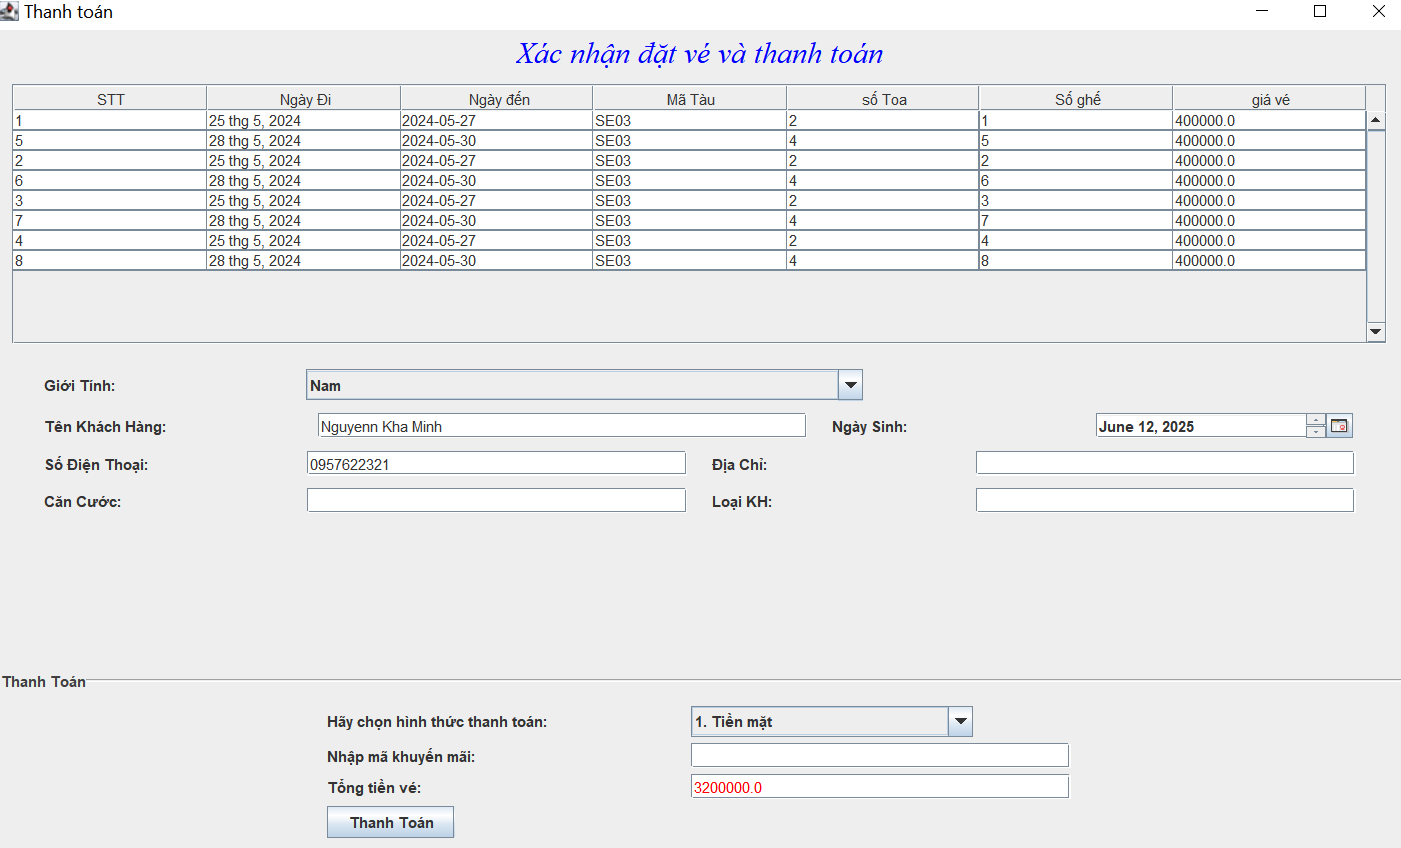 Thanh toán
Xác nhận đặt vé và thanh toán
STT Ngày Đi Ngày đến Mã Tàu số Toa Số ghế giá vé
1 25 thg 5, 2024 2024-05-27 SE03 2 1 400000.0
5 28 thg 5, 2024 2024-05-30 SE03 4 5 400000.0
2 25 thg 5, 2024 2024-05-27 SE03 2 2 400000.0
6 28 thg 5, 2024 2024-05-30 SE03 4 6 400000.0
3 25 thg 5, 2024 2024-05-27 SE03 2 3 400000.0
7 28 thg 5, 2024 2024-05-30 SE03 4 7 400000.0
4 25 thg 5, 2024 2024-05-27 SE03 2 4 400000.0
8 28 thg 5, 2024 2024-05-30 SE03 4 8 400000.0
Giới Tính: Nam
Tên Khách Hàng: Nguyenn Kha Minh Ngày Sinh: June 12, 2025
Số Điện Thoại: 0957622321 Địa Chỉ:
Căn Cước: Loại KH:
Thanh Toán
Hãy chọn hình thức thanh toán: 1. Tiền mặt
Nhập mã khuyến mãi:
Tổng tiền vé: 3200000.0
Thanh Toán